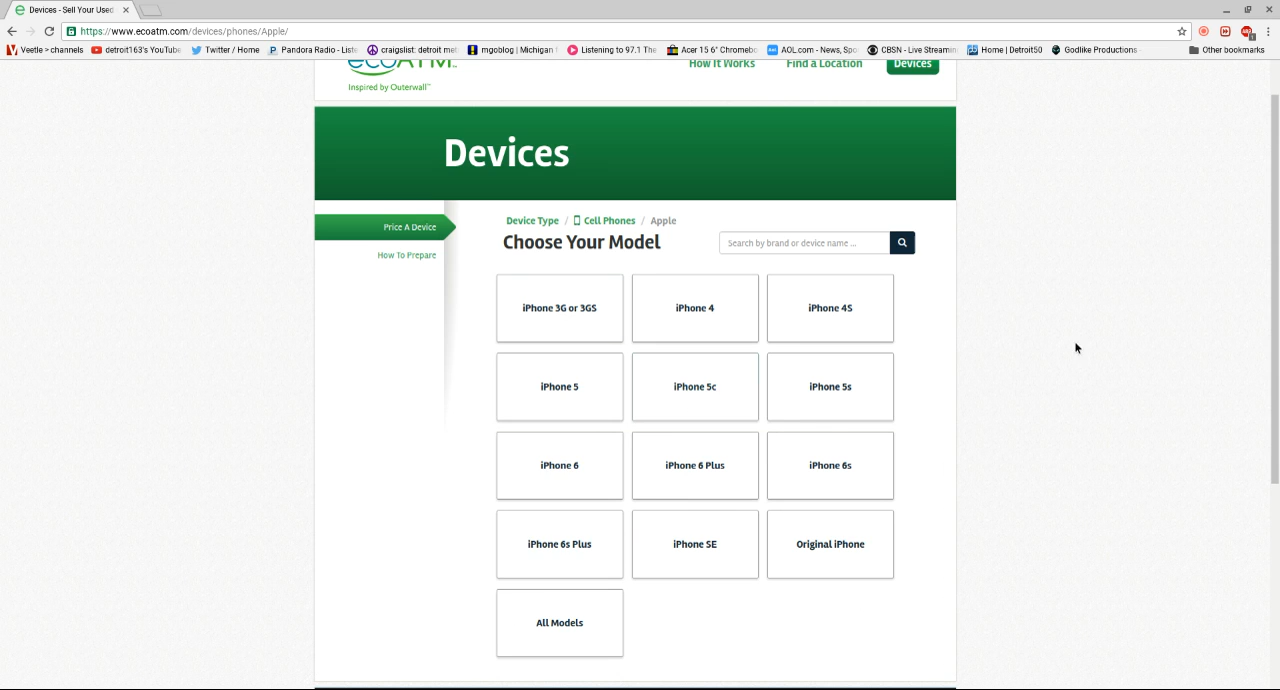 Devices - Sell Your Used
https://www.ecoatm.com/devices/phones/Apple/
Veetle > channels detroit163's YouTube Twitter / Home Pandora Radio - Liste craigslist: detroit met mgoblog | Michigan Listening to 97.1 The Acer 15 6" Chromebo AOL.com - News, Spo CBSN - Live Streamin Home | Detroit50 Godlike Productions Other bookmarks
ecoATM
How It Works Find a Location Devices
Inspired by Outerwall™
Devices
Price A Device
How To Prepare
Device Type / Cell Phones / Apple
Choose Your Model
Search by brand or device name ...
iPhone 3G or 3GS iPhone 4 iPhone 4S
iPhone 5 iPhone 5c iPhone 5s
iPhone 6 iPhone 6 Plus iPhone 6s
iPhone 6s Plus iPhone SE Original iPhone
All Models